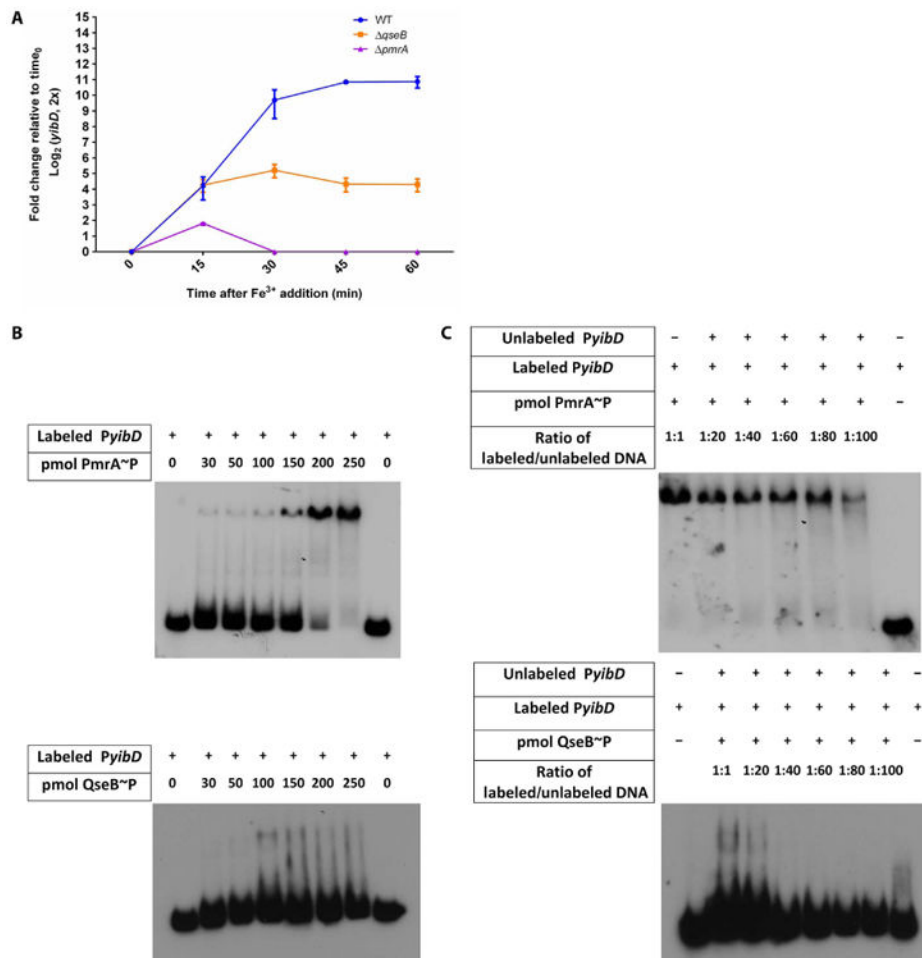 A
WT
ΔqseB
ΔpmrA
Fold change relative to time₀
Log₂ (yibD, 2x)
15
14
13
12
11
10
9
8
7
6
5
4
3
2
1
0
0 15 30 45 60
Time after Fe³⁺ addition (min)
B
Labeled PyibD + + + + + + + +
pmol PmrA~P 0 30 50 100 150 200 250 0
Labeled PyibD + + + + + + + +
pmol QseB~P 0 30 50 100 150 200 250 0
C
Unlabeled PyibD – + + + + + –
Labeled PyibD + + + + + + +
pmol PmrA~P + + + + + + –
Ratio of
labeled/unlabeled DNA
1:1 1:20 1:40 1:60 1:80 1:100
Unlabeled PyibD – + + + + + + –
Labeled PyibD + + + + + + + +
pmol QseB~P – + + + + + + –
Ratio of
labeled/unlabeled DNA
1:1 1:20 1:40 1:60 1:80 1:100